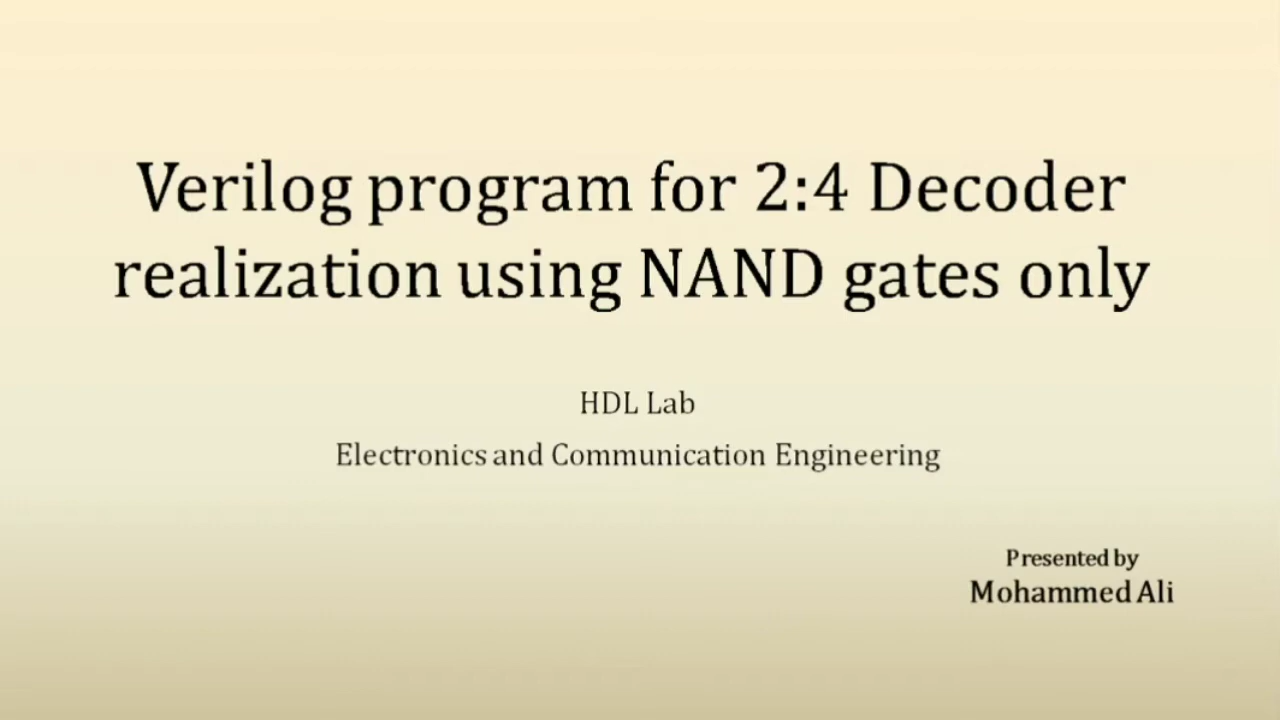 Verilog program for 2:4 Decoder
realization using NAND gates only
HDL Lab
Electronics and Communication Engineering
Presented by
Mohammed Ali